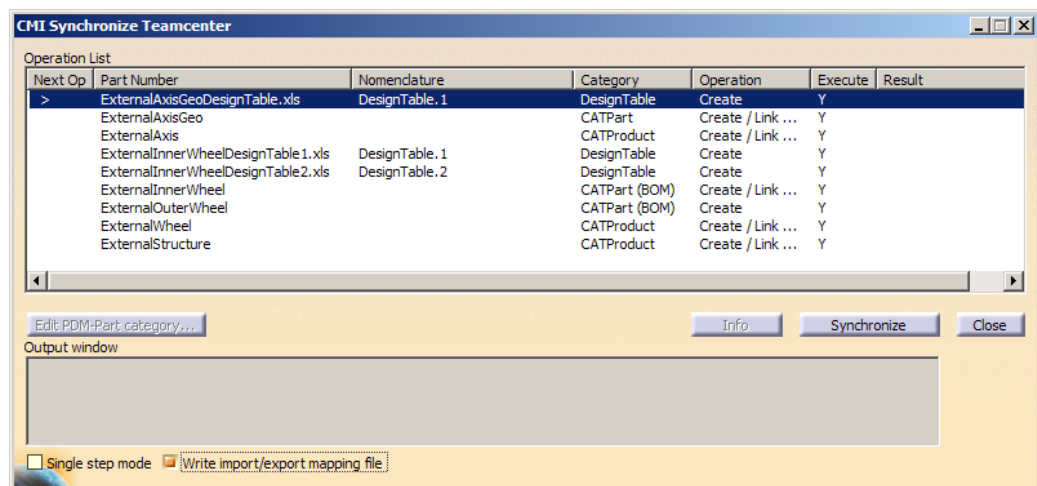 CMI Synchronize Teamcenter
Operation List
Next Op Part Number Nomenclature Category Operation Execute Result
> ExternalAxisGeoDesignTable.xls DesignTable.1 DesignTable Create Y
ExternalAxisGeo CATPart Create / Link ... Y
ExternalAxis CATProduct Create / Link ... Y
ExternalInnerWheelDesignTable1.xls DesignTable.1 DesignTable Create Y
ExternalInnerWheelDesignTable2.xls DesignTable.2 DesignTable Create Y
ExternalInnerWheel CATPart (BOM) Create / Link ... Y
ExternalOuterWheel CATPart (BOM) Create Y
ExternalWheel CATProduct Create / Link ... Y
ExternalStructure CATProduct Create / Link ... Y
Edit PDM-Part category... Info Synchronize Close
Output window
Single step mode Write import/export mapping file